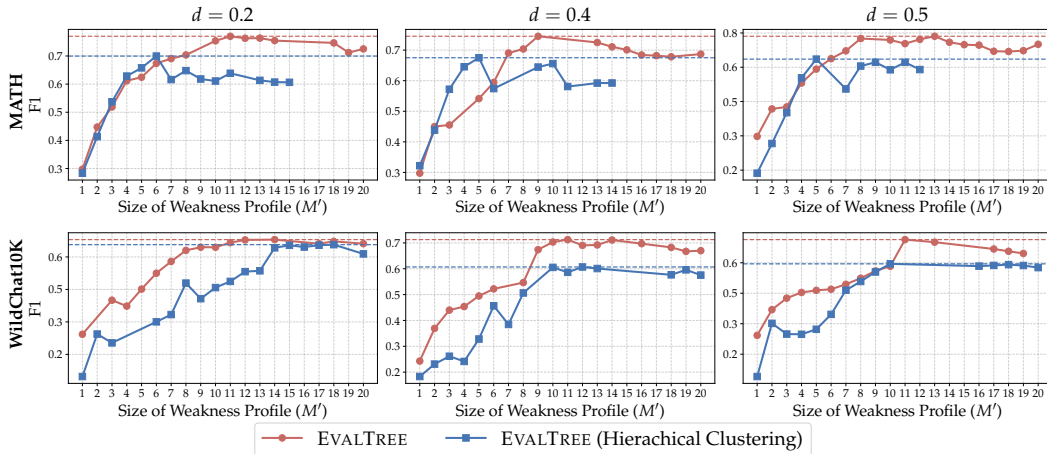 d = 0.2
d = 0.4
d = 0.5
MATH
F1
0.7
0.6
0.5
0.4
0.3
1 2 3 4 5 6 7 8 9 10 11 12 13 14 15 16 17 18 19 20
Size of Weakness Profile (M′)
0.7
0.6
0.5
0.4
0.3
1 2 3 4 5 6 7 8 9 10 11 12 13 14 15 16 17 18 19 20
Size of Weakness Profile (M′)
0.8
0.6
0.5
0.3
0.2
1 2 3 4 5 6 7 8 9 10 11 12 13 14 15 16 17 18 19 20
Size of Weakness Profile (M′)
WildChat10K
F1
0.6
0.5
0.3
0.2
1 2 3 4 5 6 7 8 9 10 11 12 13 14 15 16 17 18 19 20
Size of Weakness Profile (M′)
0.7
0.6
0.5
0.4
0.3
0.2
1 2 3 4 5 6 7 8 9 10 11 12 13 14 15 16 17 18 19 20
Size of Weakness Profile (M′)
0.6
0.5
0.3
0.2
1 2 3 4 5 6 7 8 9 10 11 12 13 14 15 16 17 18 19 20
Size of Weakness Profile (M′)
EVALTREE
EVALTREE (Hierachical Clustering)